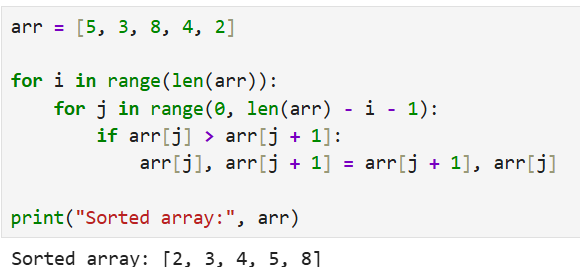 arr = [5, 3, 8, 4, 2]
for i in range(len(arr)):
    for j in range(0, len(arr) - i - 1):
        if arr[j] > arr[j + 1]:
            arr[j], arr[j + 1] = arr[j + 1], arr[j]
print("Sorted array:", arr)
Sorted array: [2, 3, 4, 5, 8]